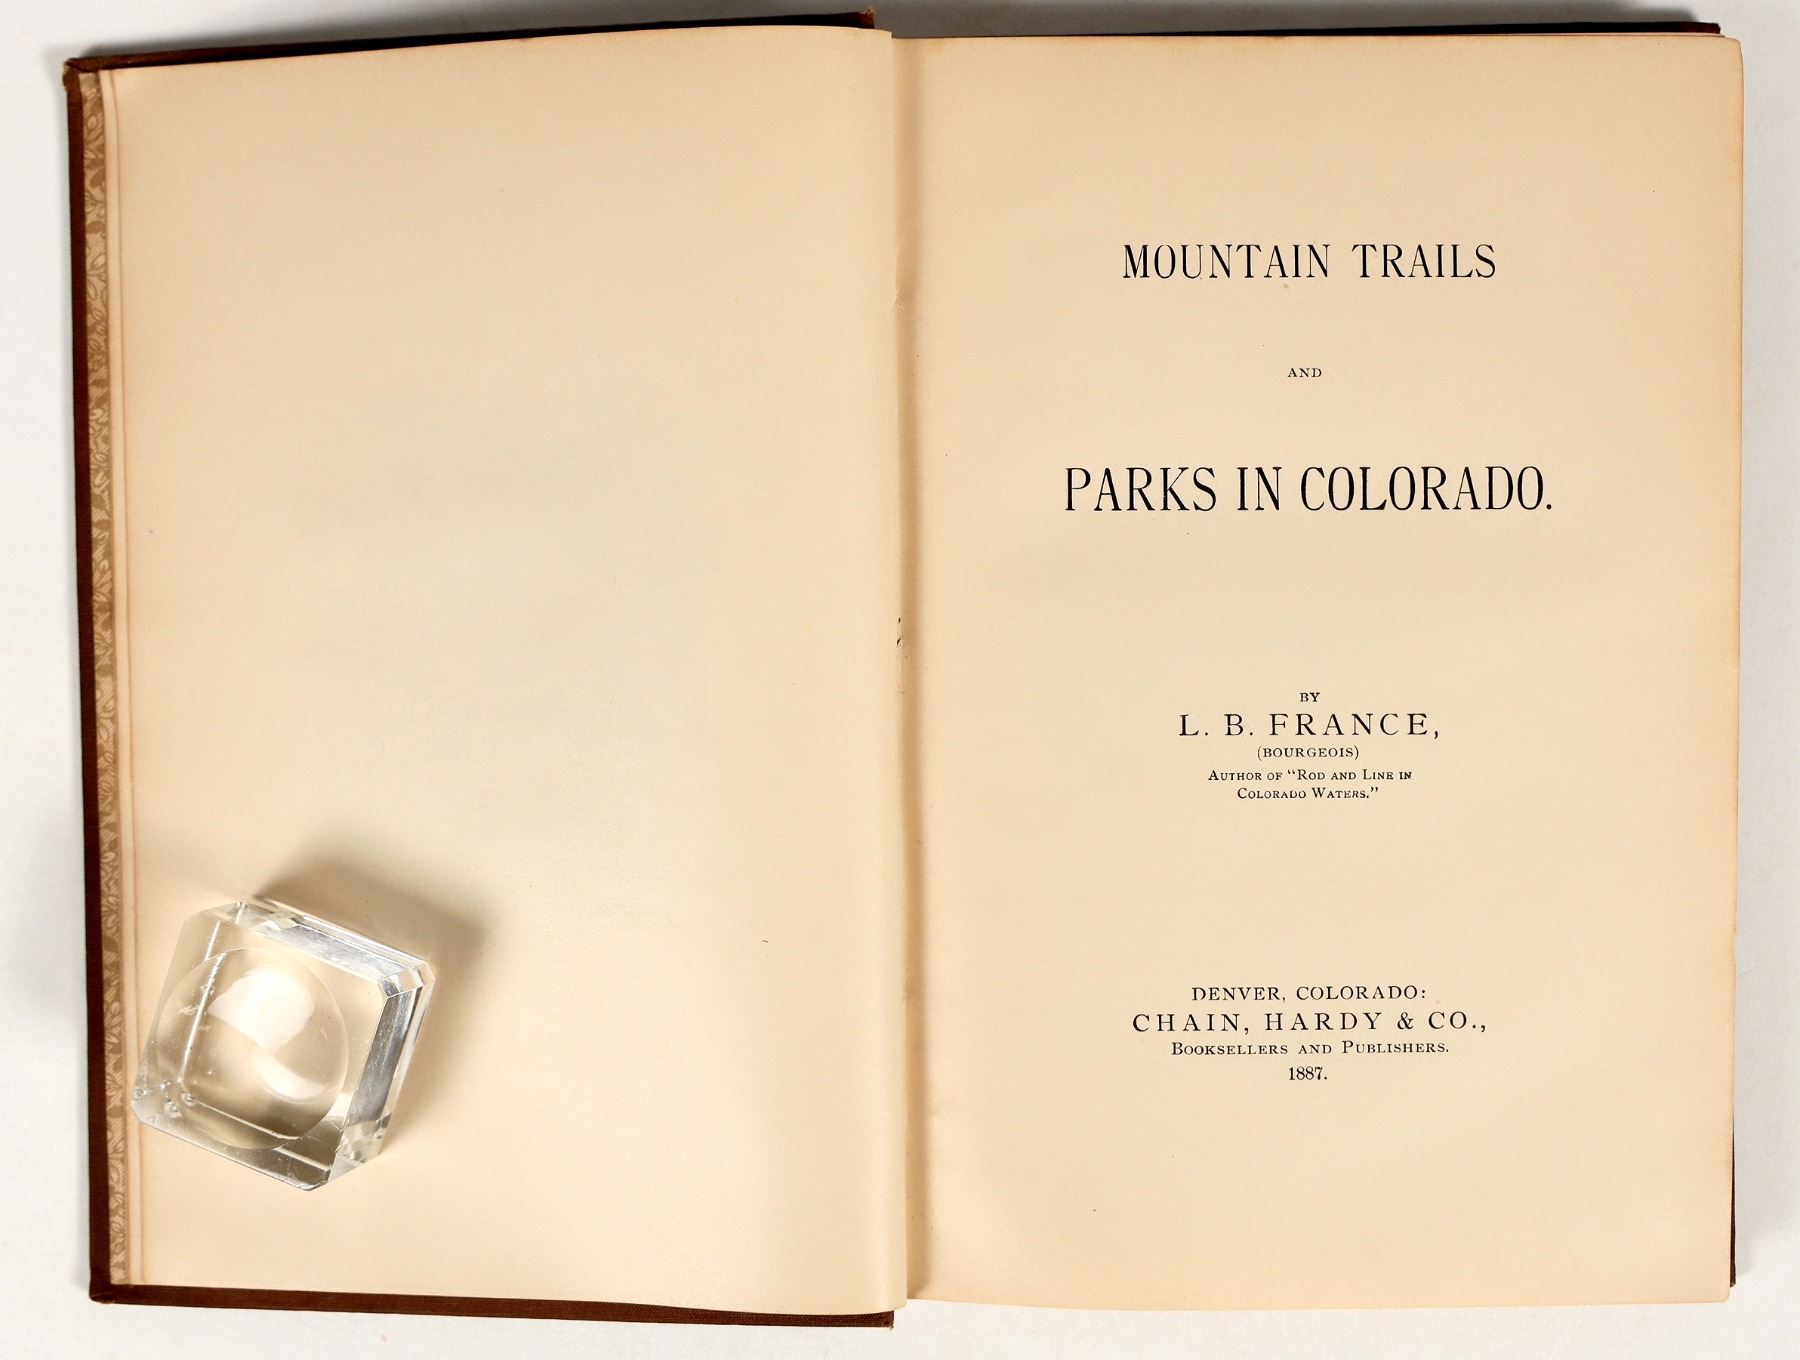 MOUNTAIN TRAILS
AND
PARKS IN COLORADO.
BY
L. B. FRANCE,
(BOURGEOIS)
AUTHOR OF "ROD AND LINE IN
COLORADO WATERS."
DENVER, COLORADO:
CHAIN, HARDY & CO.,
BOOKSELLERS AND PUBLISHERS.
1887.